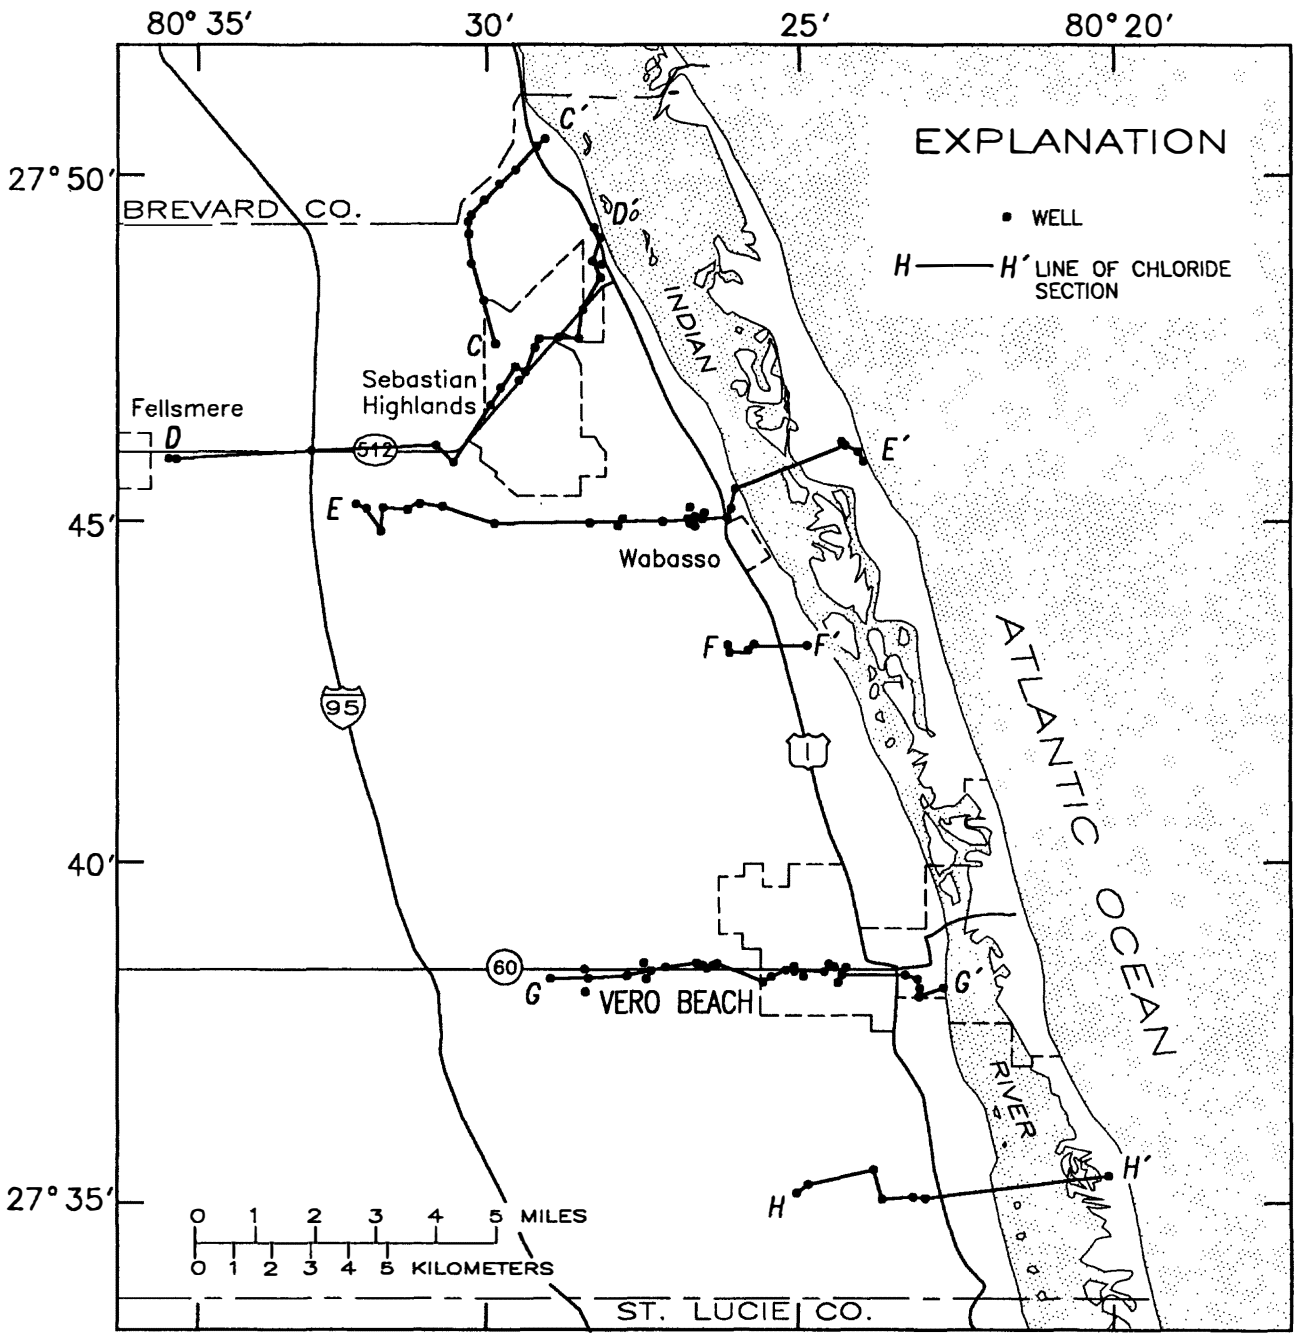 80° 35′ 30′ 25′ 80° 20′
C′
EXPLANATION
27° 50′
BREVARD CO.
D′
WELL
H H′ LINE OF CHLORIDE
SECTION
INDIAN
C
Sebastian
Highlands
Fellsmere
D
512
E′
E
45′
Wabasso
F F′
ATLANTIC OCEAN
95
1
40′
60
G G′
VERO BEACH
RIVER
H′
27° 35′
H
0 1 2 3 4 5 MILES
0 1 2 3 4 5 KILOMETERS
ST. LUCIE CO.